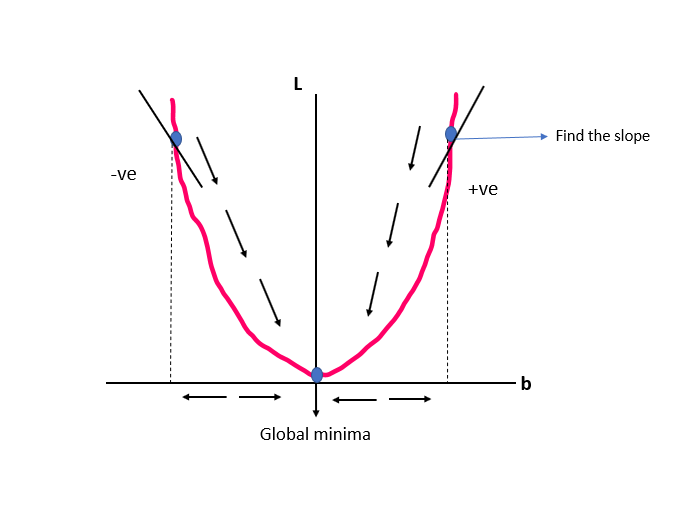 L
Find the slope
-ve
+ve
b
Global minima